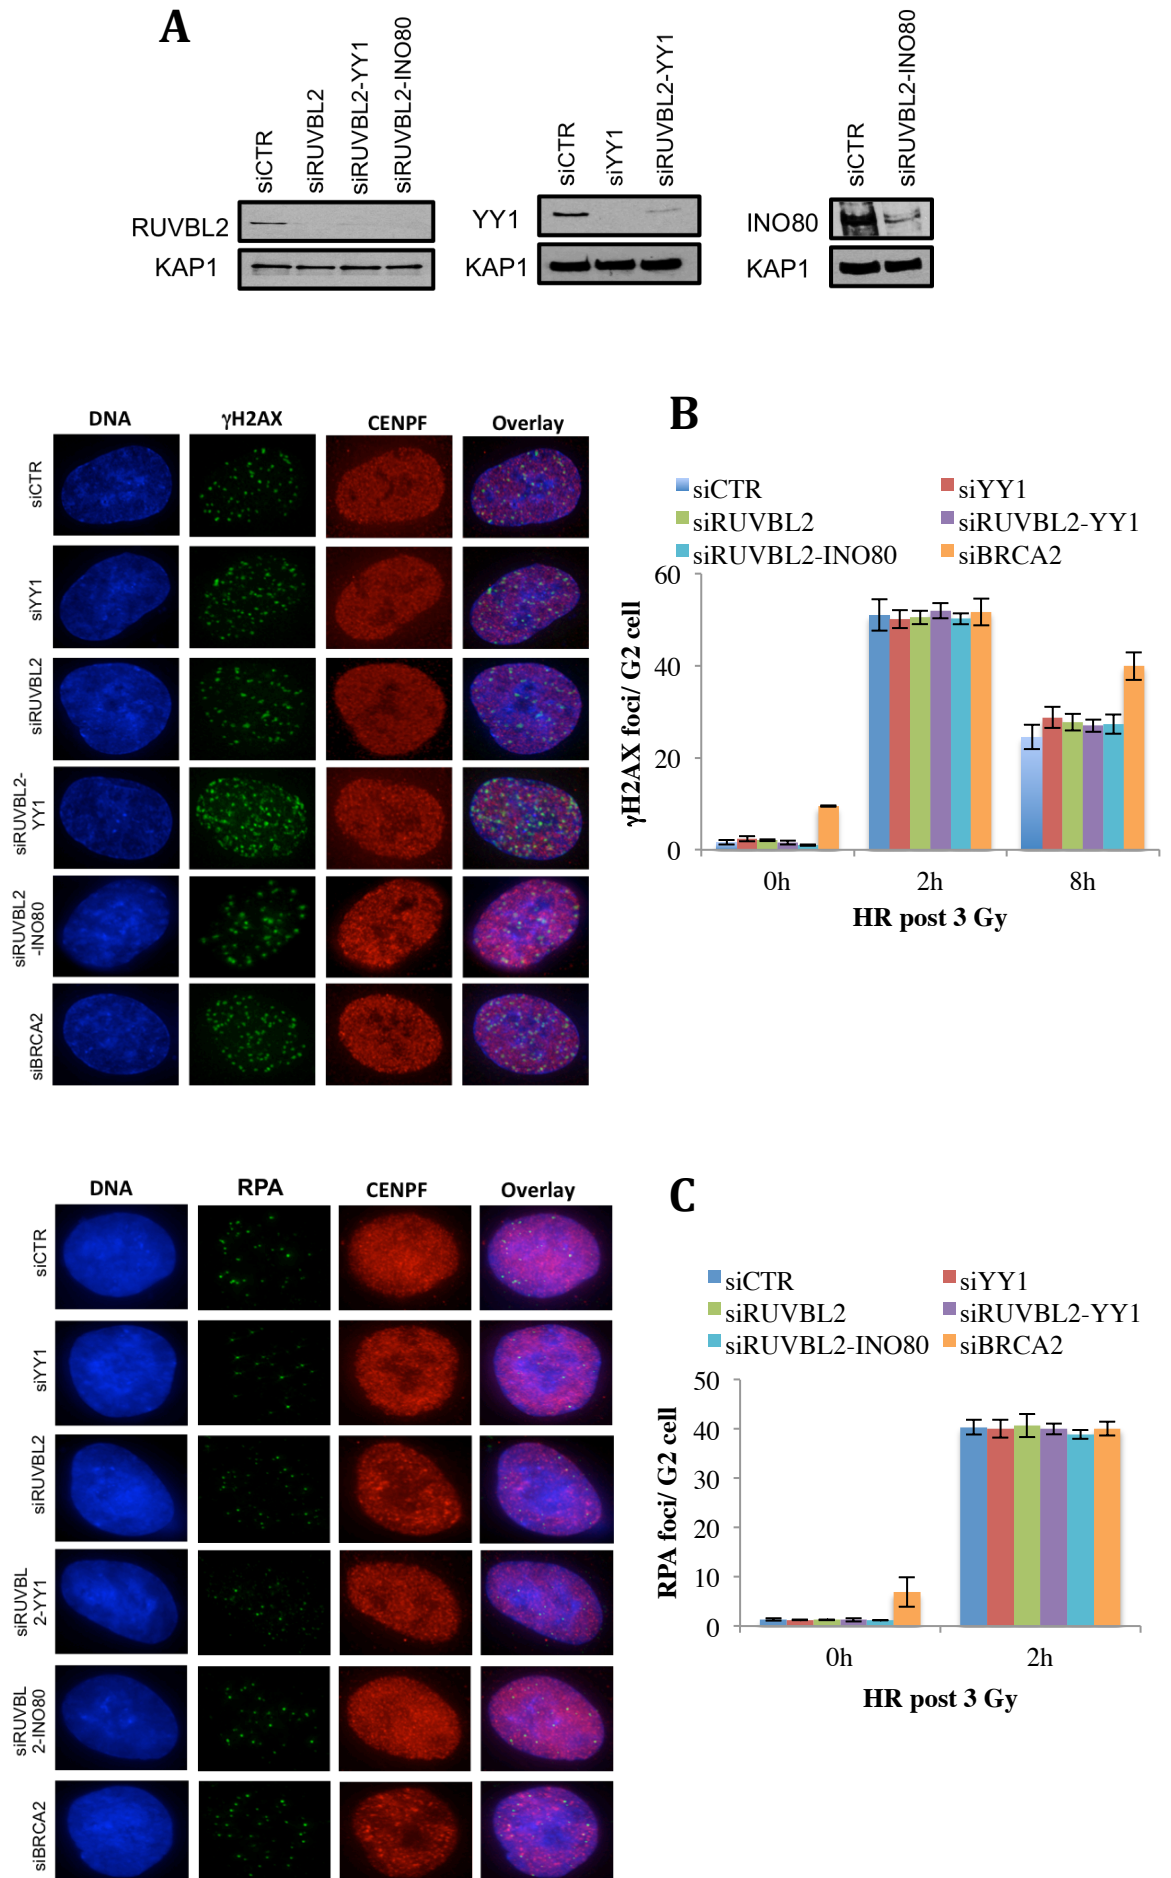 A
siCTR
siRUVBL2
siRUVBL2-YY1
siRUVBL2-INO80
RUVBL2
KAP1
siCTR
siYY1
siRUVBL2-YY1
YY1
KAP1
siCTR
siRUVBL2-INO80
INO80
KAP1
DNA
γH2AX
CENPF
Overlay
siCTR
siYY1
siRUVBL2
siRUVBL2-
YY1
siRUVBL2
-INO80
siBRCA2
B
siCTR
siYY1
siRUVBL2
siRUVBL2-YY1
siRUVBL2-INO80
siBRCA2
γH2AX foci/ G2 cell
60
40
20
0
0h
2h
8h
HR post 3 Gy
DNA
RPA
CENPF
Overlay
siCTR
siYY1
siRUVBL2
siRUVBL
2-YY1
siRUVBL
2-INO80
siBRCA2
C
siCTR
siYY1
siRUVBL2
siRUVBL2-YY1
siRUVBL2-INO80
siBRCA2
RPA foci/ G2 cell
50
40
30
20
10
0
0h
2h
HR post 3 Gy